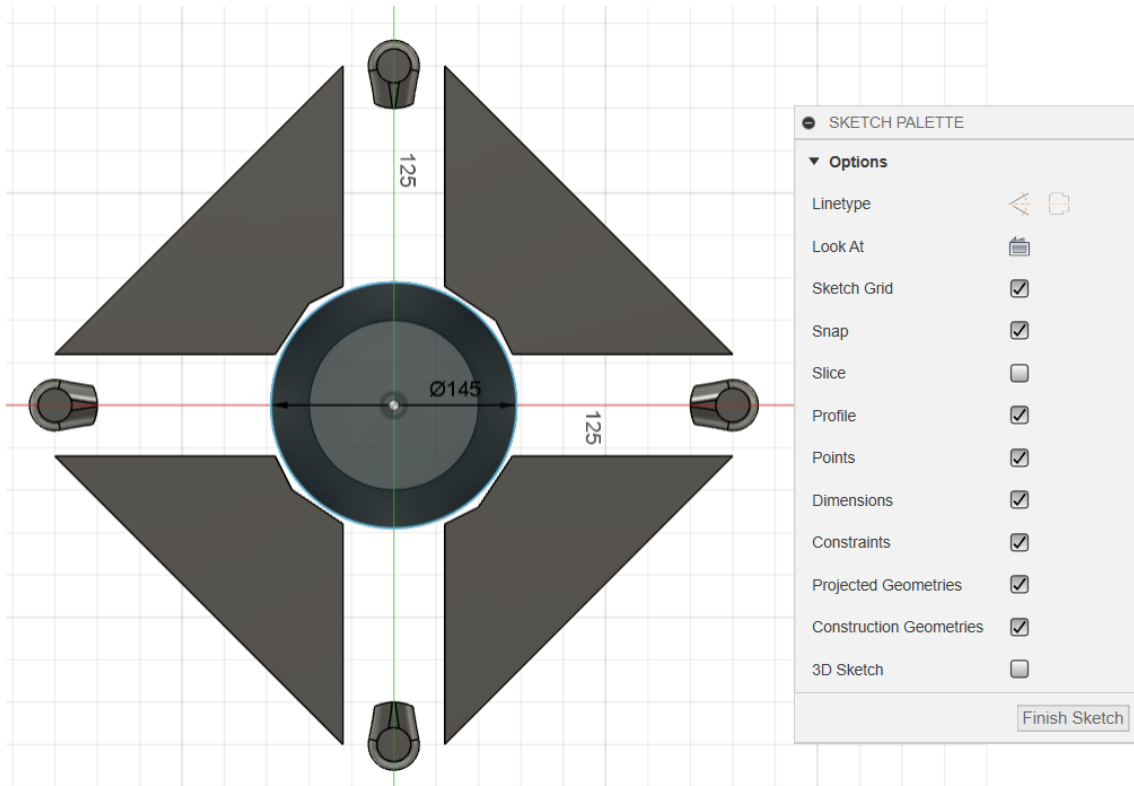 125
Ø145
125
SKETCH PALETTE
Options
Linetype
Look At
Sketch Grid
Snap
Slice
Profile
Points
Dimensions
Constraints
Projected Geometries
Construction Geometries
3D Sketch
Finish Sketch